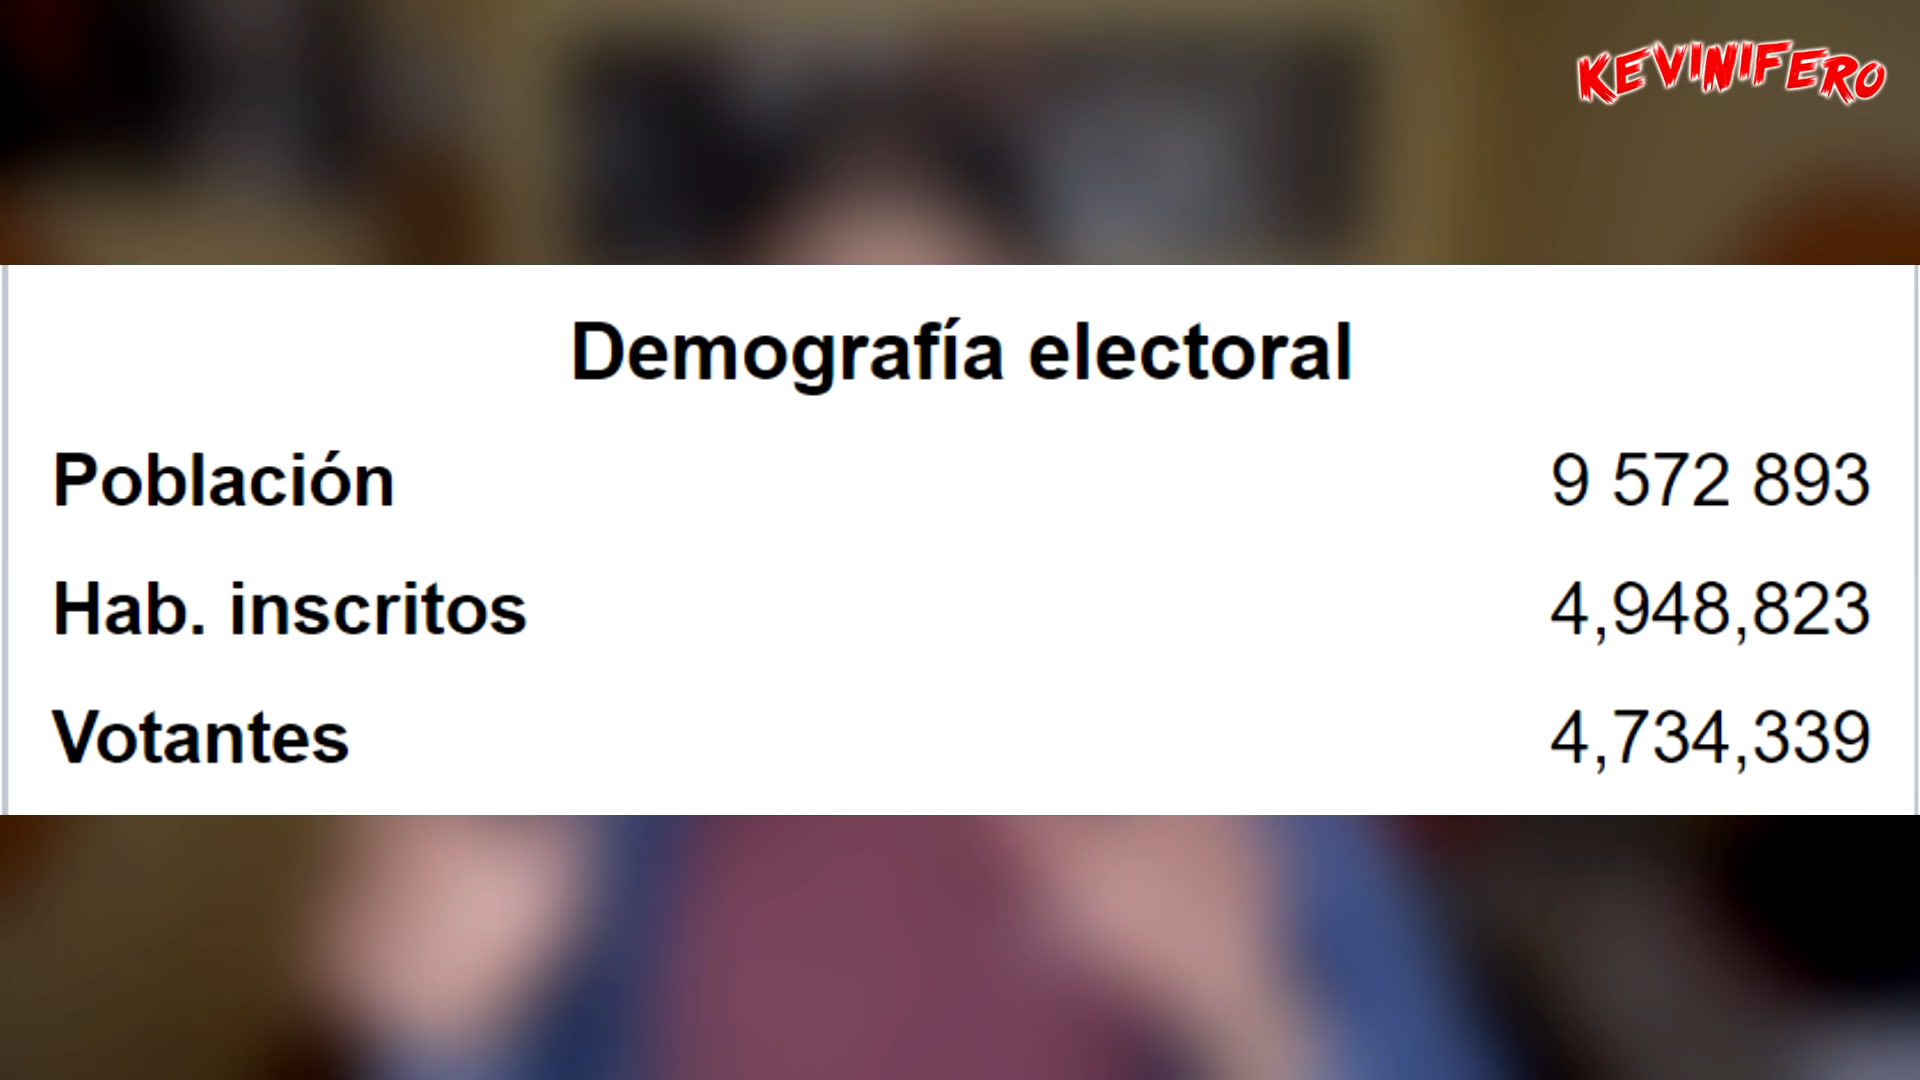 KEVINIFERO
Demografía electoral
Población 9 572 893
Hab. inscritos 4,948,823
Votantes 4,734,339